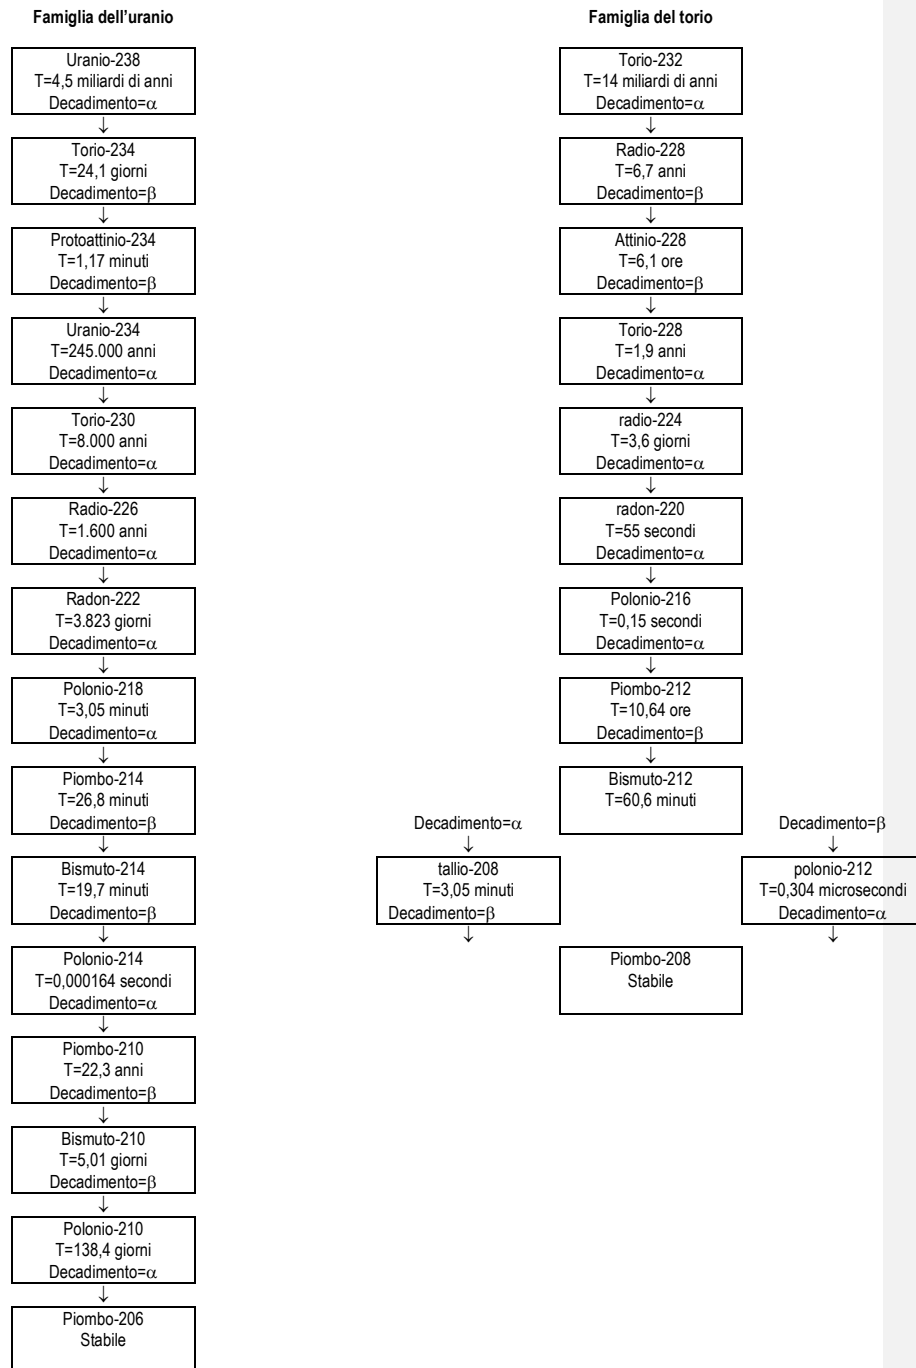 Famiglia dell'uranio
Uranio-238
T=4,5 miliardi di anni
Decadimento=α
↓
Torio-234
T=24,1 giorni
Decadimento=β
↓
Protoattinio-234
T=1,17 minuti
Decadimento=β
↓
Uranio-234
T=245.000 anni
Decadimento=α
↓
Torio-230
T=8.000 anni
Decadimento=α
↓
Radio-226
T=1.600 anni
Decadimento=α
↓
Radon-222
T=3.823 giorni
Decadimento=α
↓
Polonio-218
T=3,05 minuti
Decadimento=α
↓
Piombo-214
T=26,8 minuti
Decadimento=β
↓
Bismuto-214
T=19,7 minuti
Decadimento=β
↓
Polonio-214
T=0,000164 secondi
Decadimento=α
↓
Piombo-210
T=22,3 anni
Decadimento=β
↓
Bismuto-210
T=5,01 giorni
Decadimento=β
↓
Polonio-210
T=138,4 giorni
Decadimento=α
↓
Piombo-206
Stabile
Famiglia del torio
Torio-232
T=14 miliardi di anni
Decadimento=α
↓
Radio-228
T=6,7 anni
Decadimento=β
↓
Attinio-228
T=6,1 ore
Decadimento=β
↓
Torio-228
T=1,9 anni
Decadimento=α
↓
radio-224
T=3,6 giorni
Decadimento=α
↓
radon-220
T=55 secondi
Decadimento=α
↓
Polonio-216
T=0,15 secondi
Decadimento=α
↓
Piombo-212
T=10,64 ore
Decadimento=β
↓
Bismuto-212
T=60,6 minuti
Decadimento=α
↓
tallio-208
T=3,05 minuti
Decadimento=β
↓
Decadimento=β
↓
polonio-212
T=0,304 microsecondi
Decadimento=α
↓
Piombo-208
Stabile